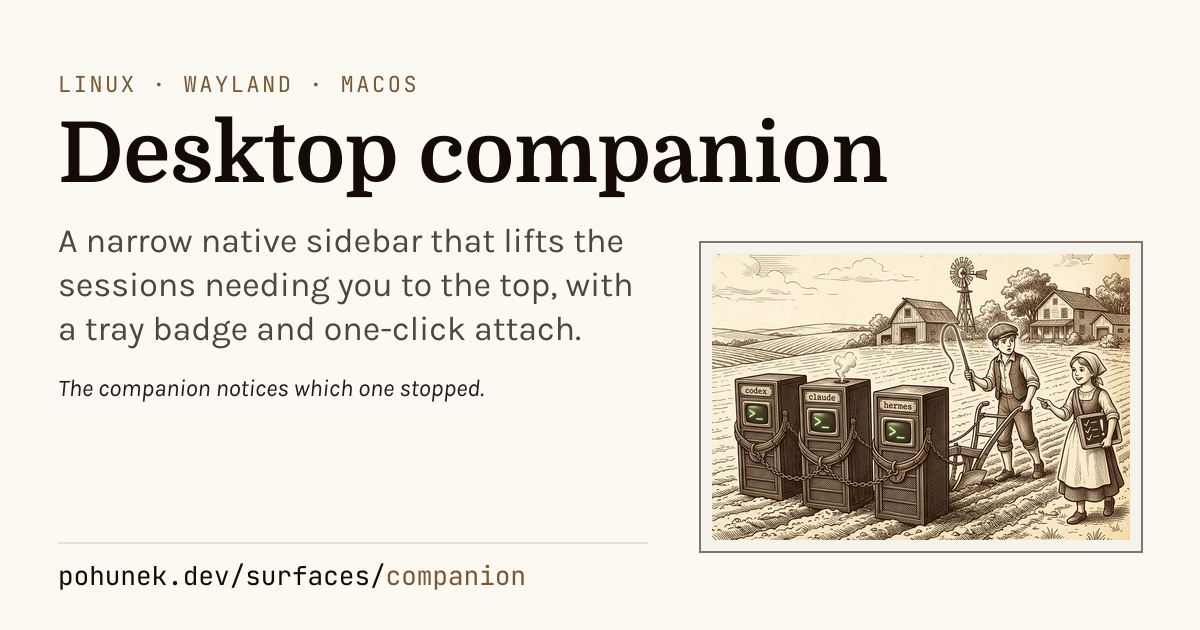 LINUX · WAYLAND · MACOS
Desktop companion
A narrow native sidebar that lifts the
sessions needing you to the top, with
a tray badge and one-click attach.
The companion notices which one stopped.
codex
claude
hermes
>_
>_
>_
pohunek.dev/surfaces/companion